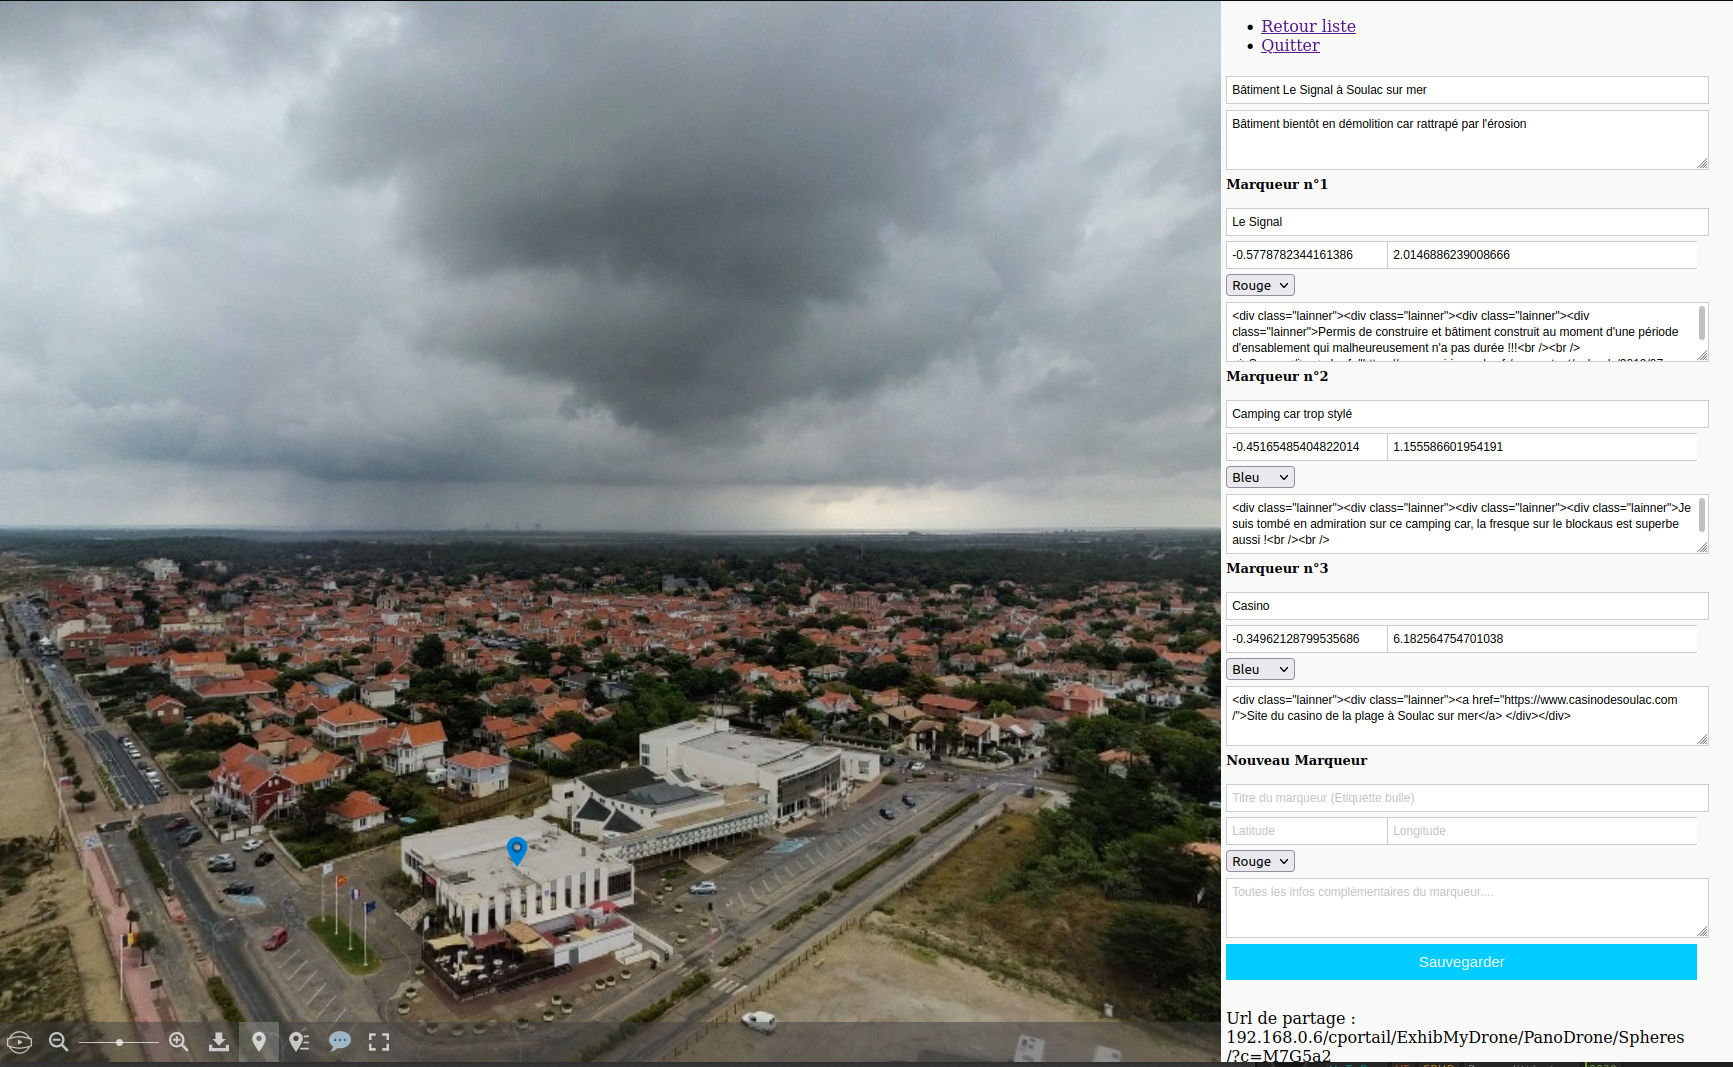 Retour liste
Quitter
Bâtiment Le Signal à Soulac sur mer
Bâtiment bientôt en démolition car rattrapé par l'érosion
Marqueur n°1
Le Signal
-0.5778782344161386 2.0146886239008666
Rouge
<div class="lainner"><div class="lainner"><div class="lainner"><div
class="lainner">Permis de construire et bâtiment construit au moment d'une période
d'ensablement qui malheureusement n'a pas durée !!!<br /><br />
Marqueur n°2
Camping car trop stylé
-0.45165485404822014 1.155586601954191
Bleu
<div class="lainner"><div class="lainner"><div class="lainner"><div class="lainner">Je
suis tombé en admiration sur ce camping car, la fresque sur le blockaus est superbe
aussi !<br /><br />
Marqueur n°3
Casino
-0.34962128799535686 6.182564754701038
Bleu
<div class="lainner"><div class="lainner"><a href="https://www.casinodesoulac.com
/">Site du casino de la plage à Soulac sur mer</a> </div></div>
Nouveau Marqueur
Titre du marqueur (Etiquette bulle)
Latitude Longitude
Rouge
Toutes les infos complèmentaires du marqueur....
Sauvegarder
Url de partage :
192.168.0.6/cportail/ExhibMyDrone/PanoDrone/Spheres
/?c=M7G5a2